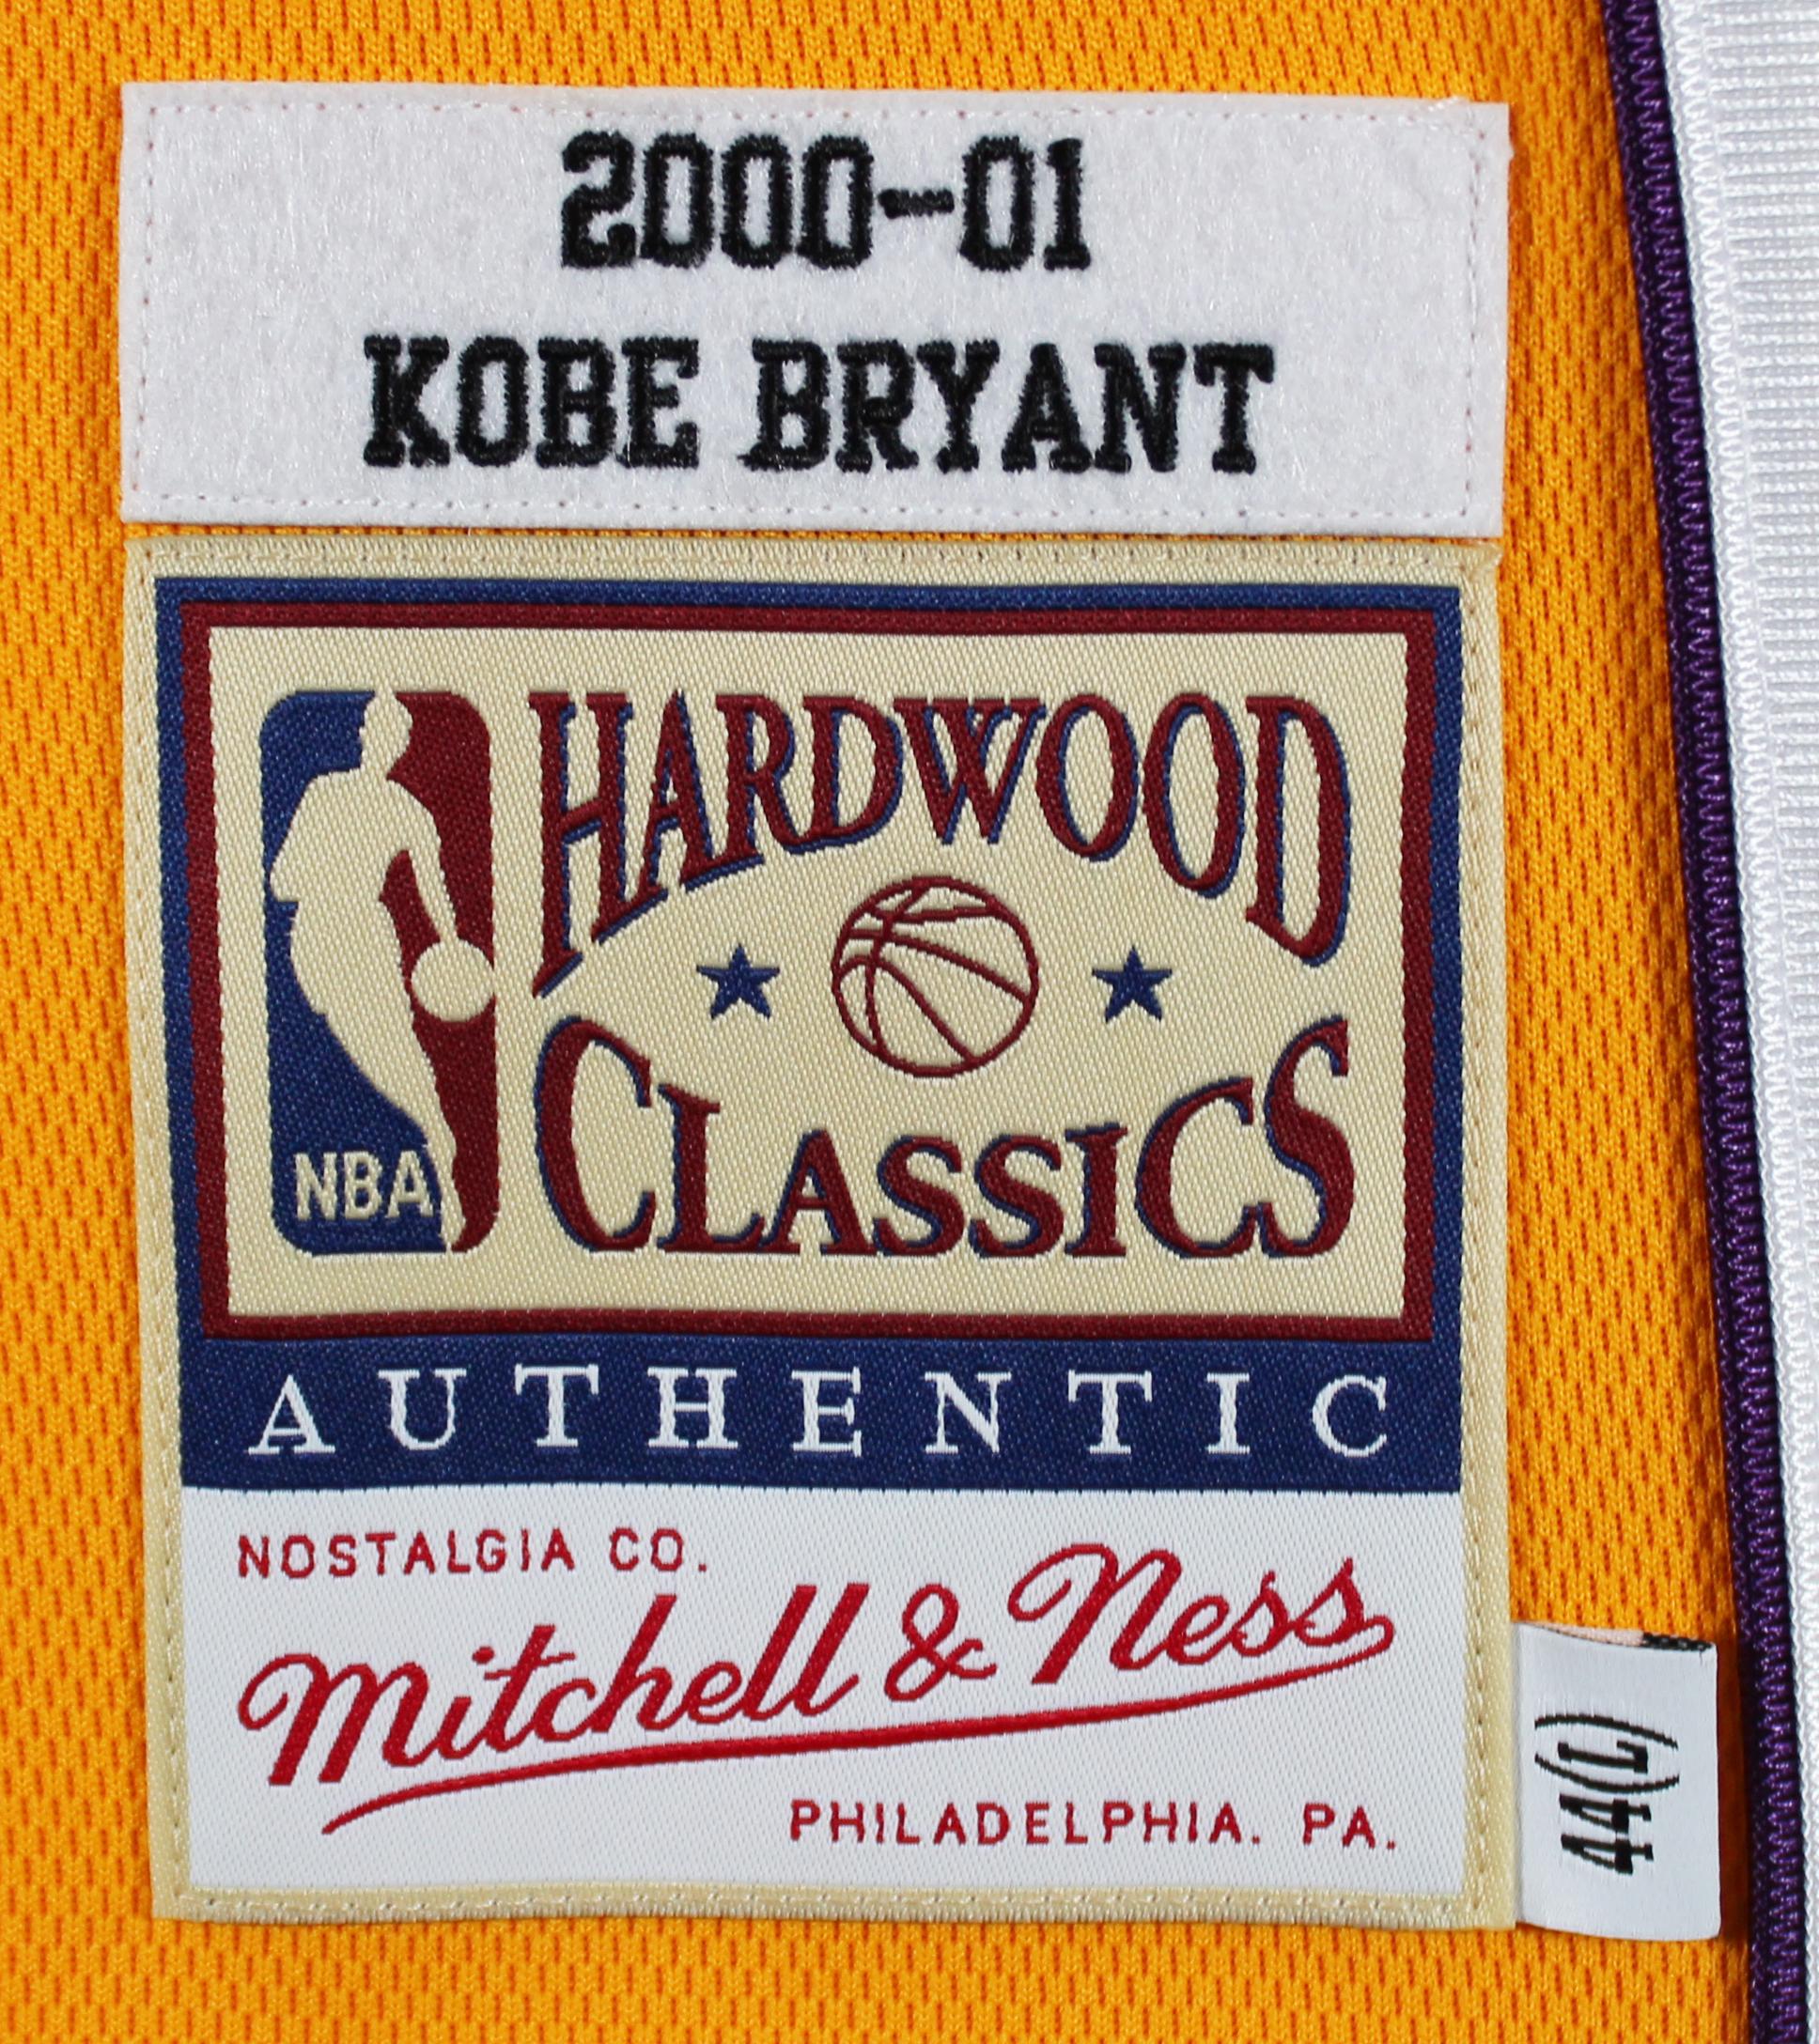 2000-01
KOBE BRYANT
HARDWOOD
CLASSICS
NBA
AUTHENTIC
NOSTALGIA CO.
Mitchell & Ness
PHILADELPHIA. PA.
44(L)